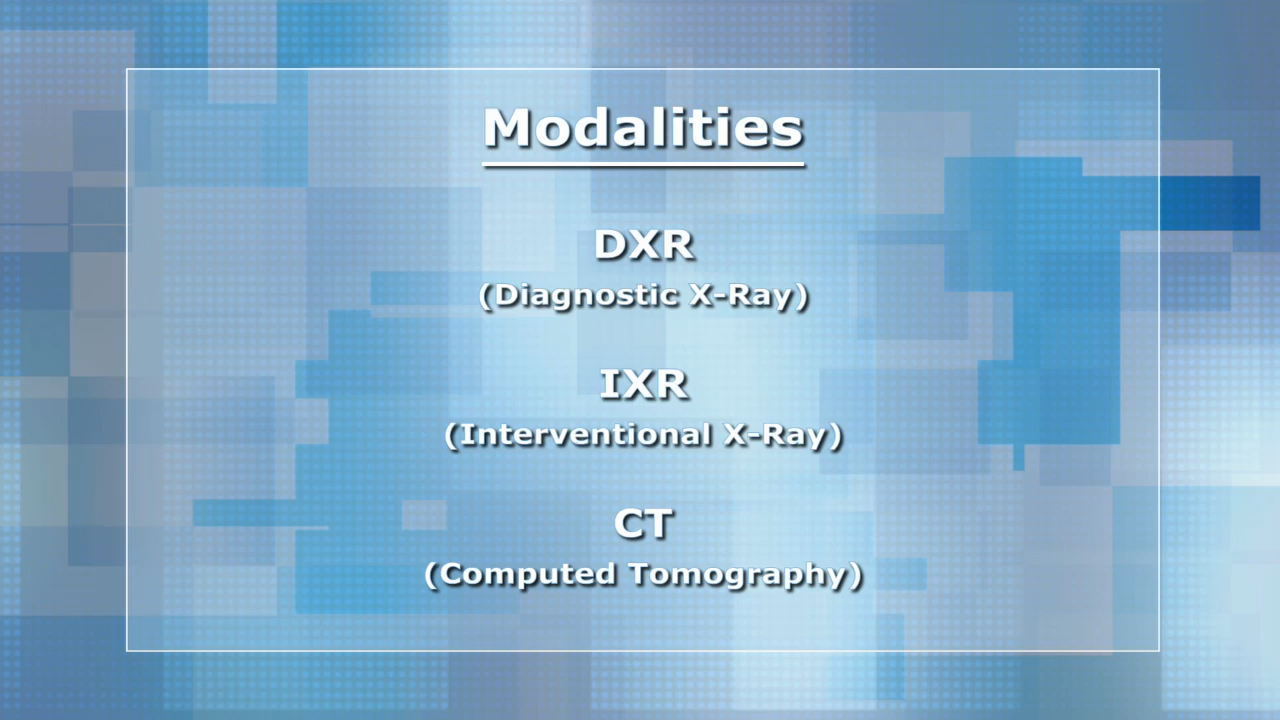 Modalities
DXR
(Diagnostic X-Ray)
IXR
(Interventional X-Ray)
CT
(Computed Tomography)